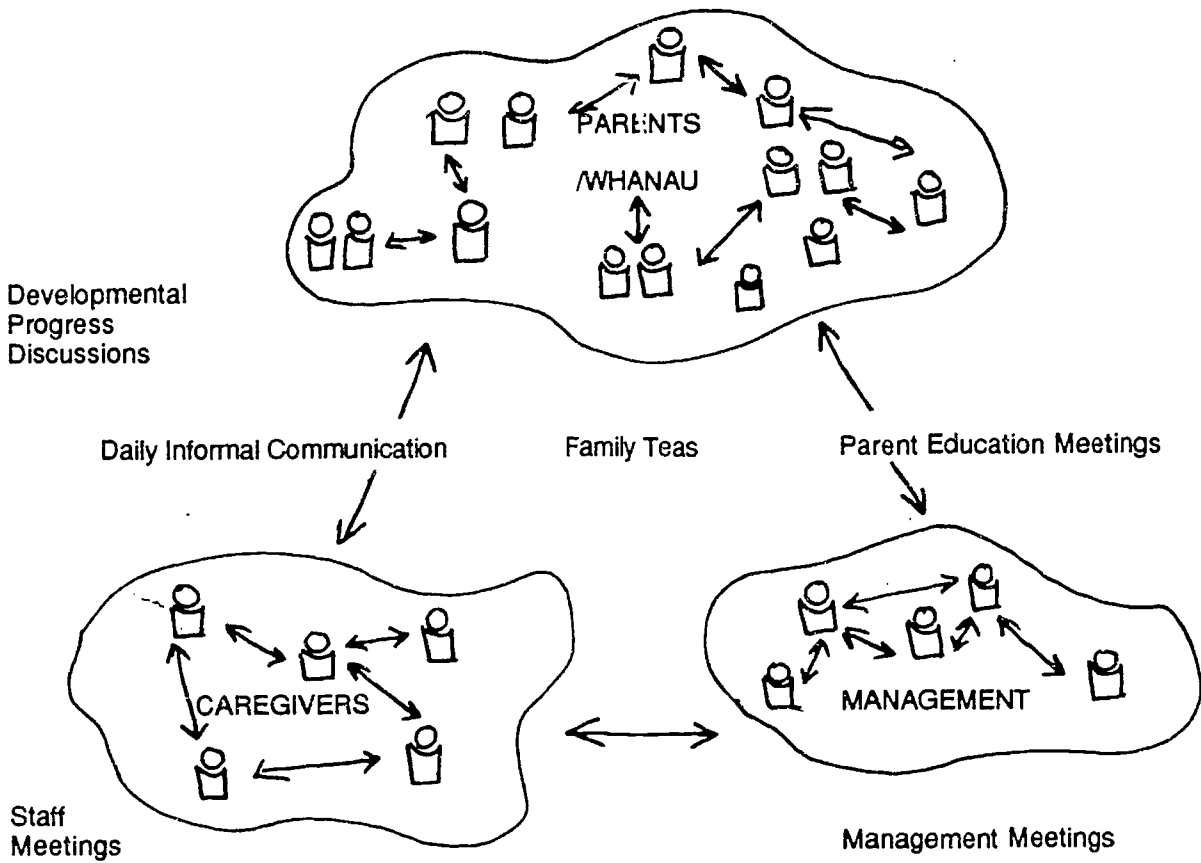 PARENTS
/WHANAU
Developmental
Progress
Discussions
Daily Informal Communication
Family Teas
Parent Education Meetings
CAREGIVERS
MANAGEMENT
Staff
Meetings
Management Meetings